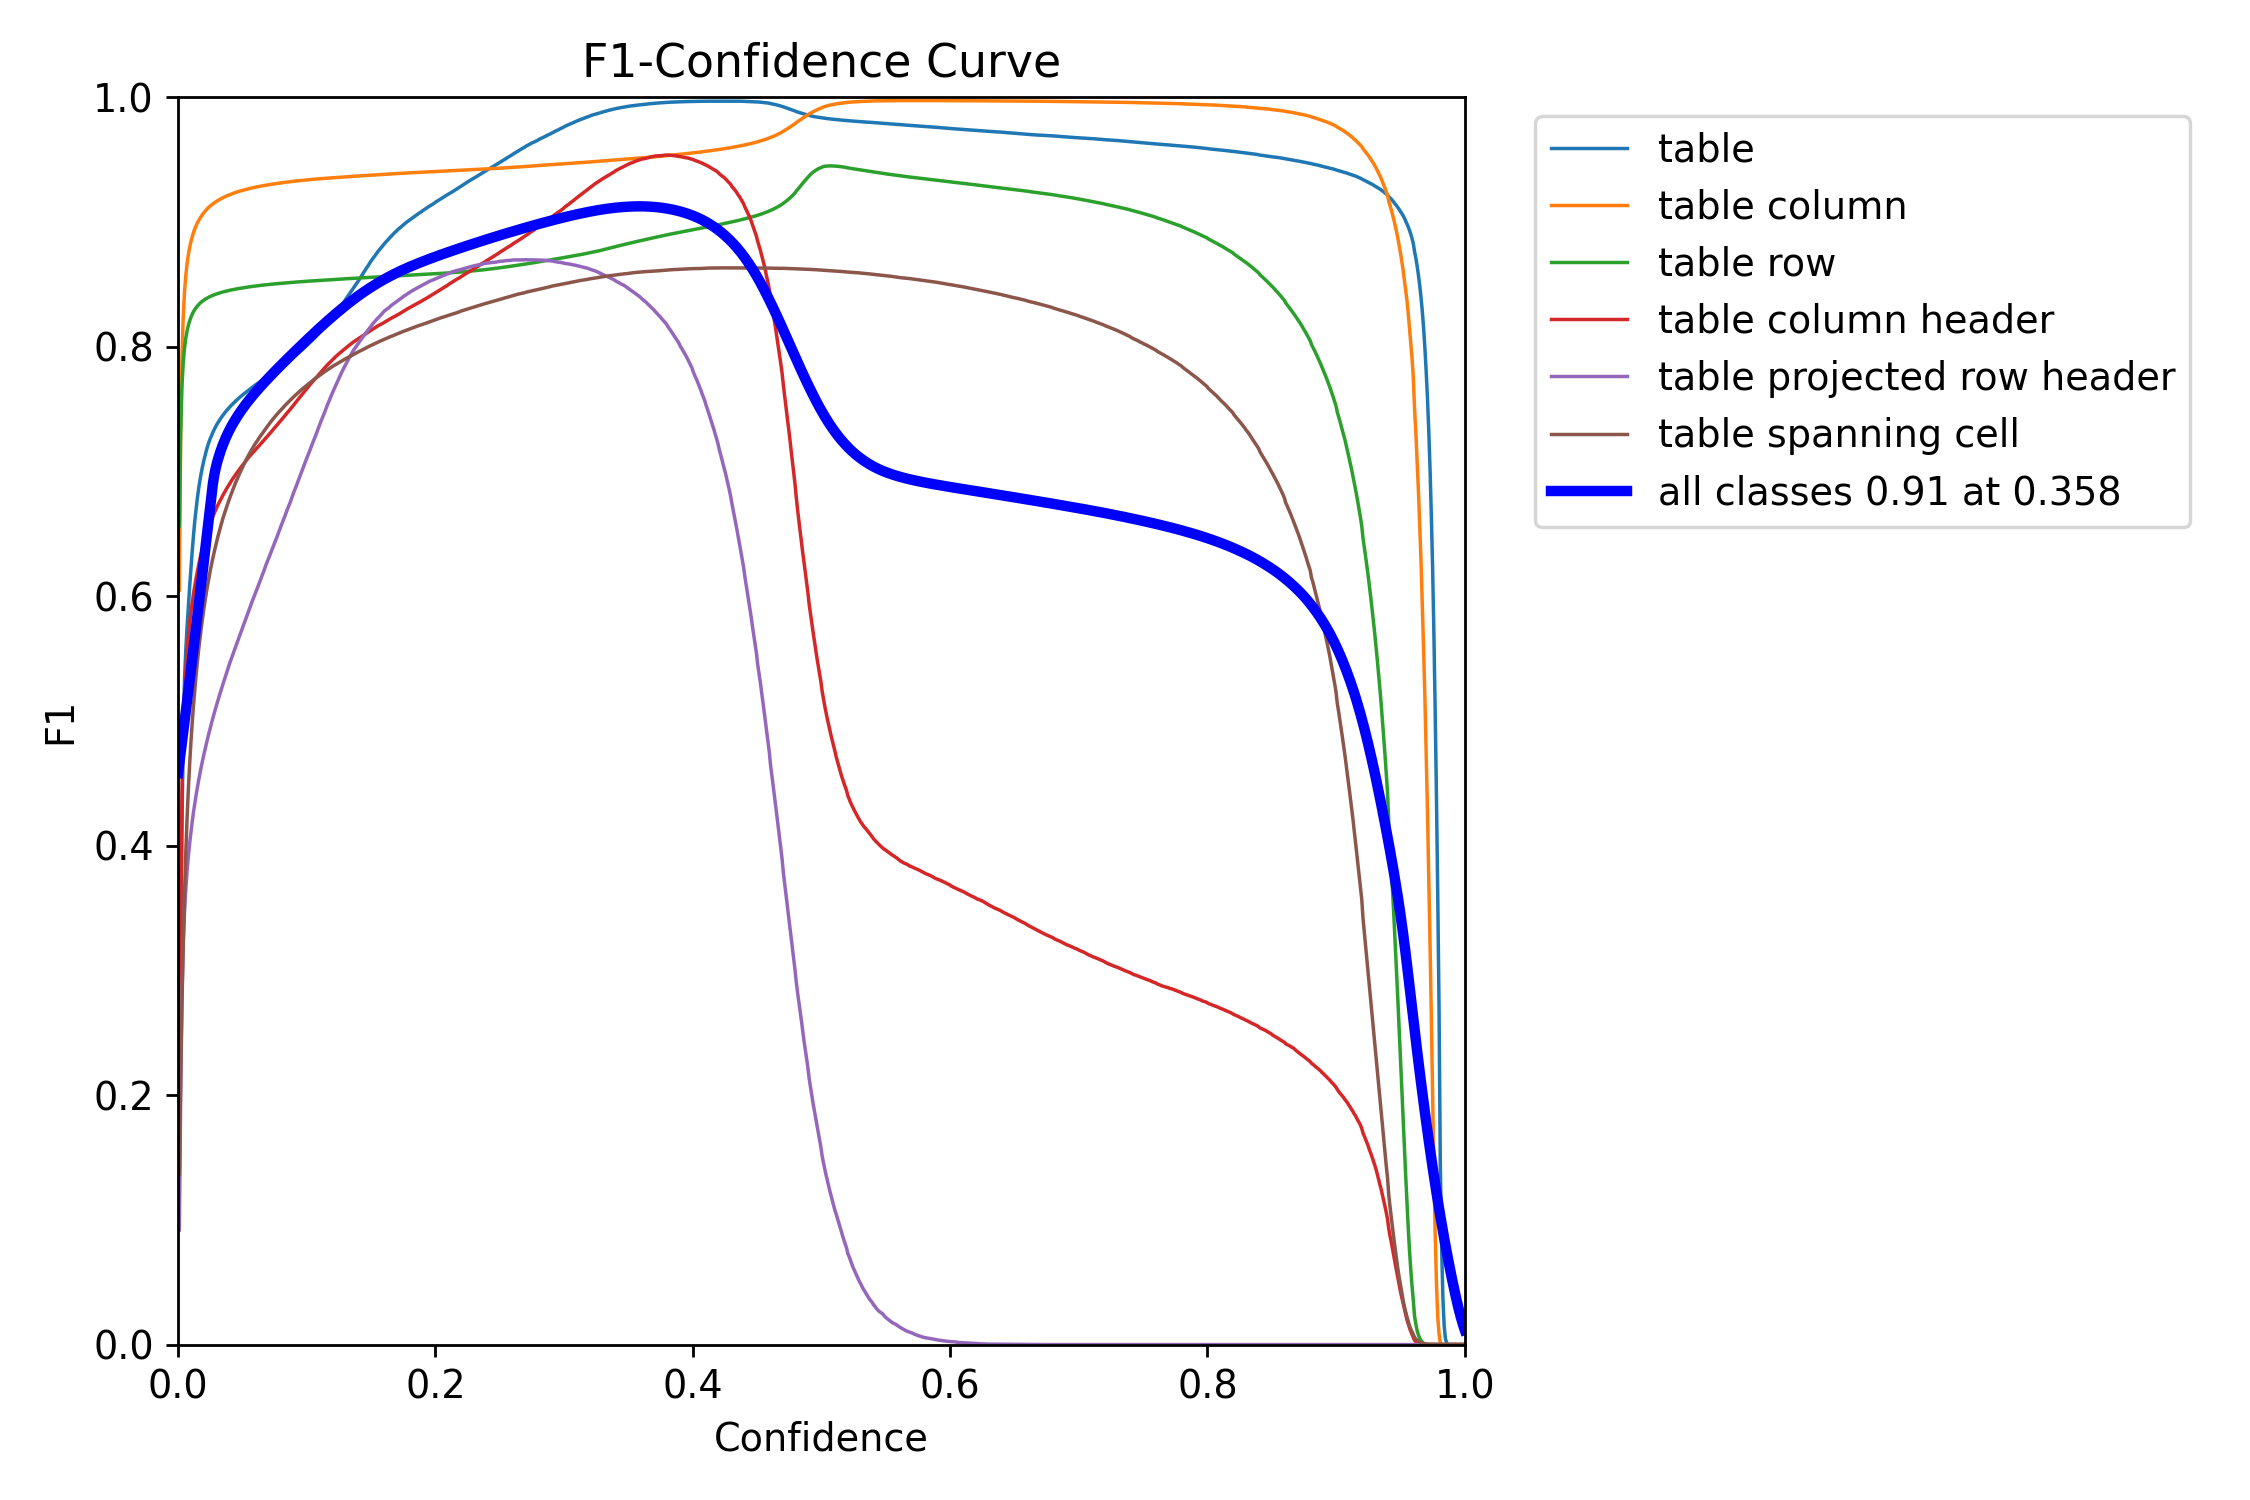 F1-Confidence Curve
1.0
0.8
0.6
0.4
0.2
0.0
F1
0.0 0.2 0.4 0.6 0.8 1.0
Confidence
table
table column
table row
table column header
table projected row header
table spanning cell
all classes 0.91 at 0.358